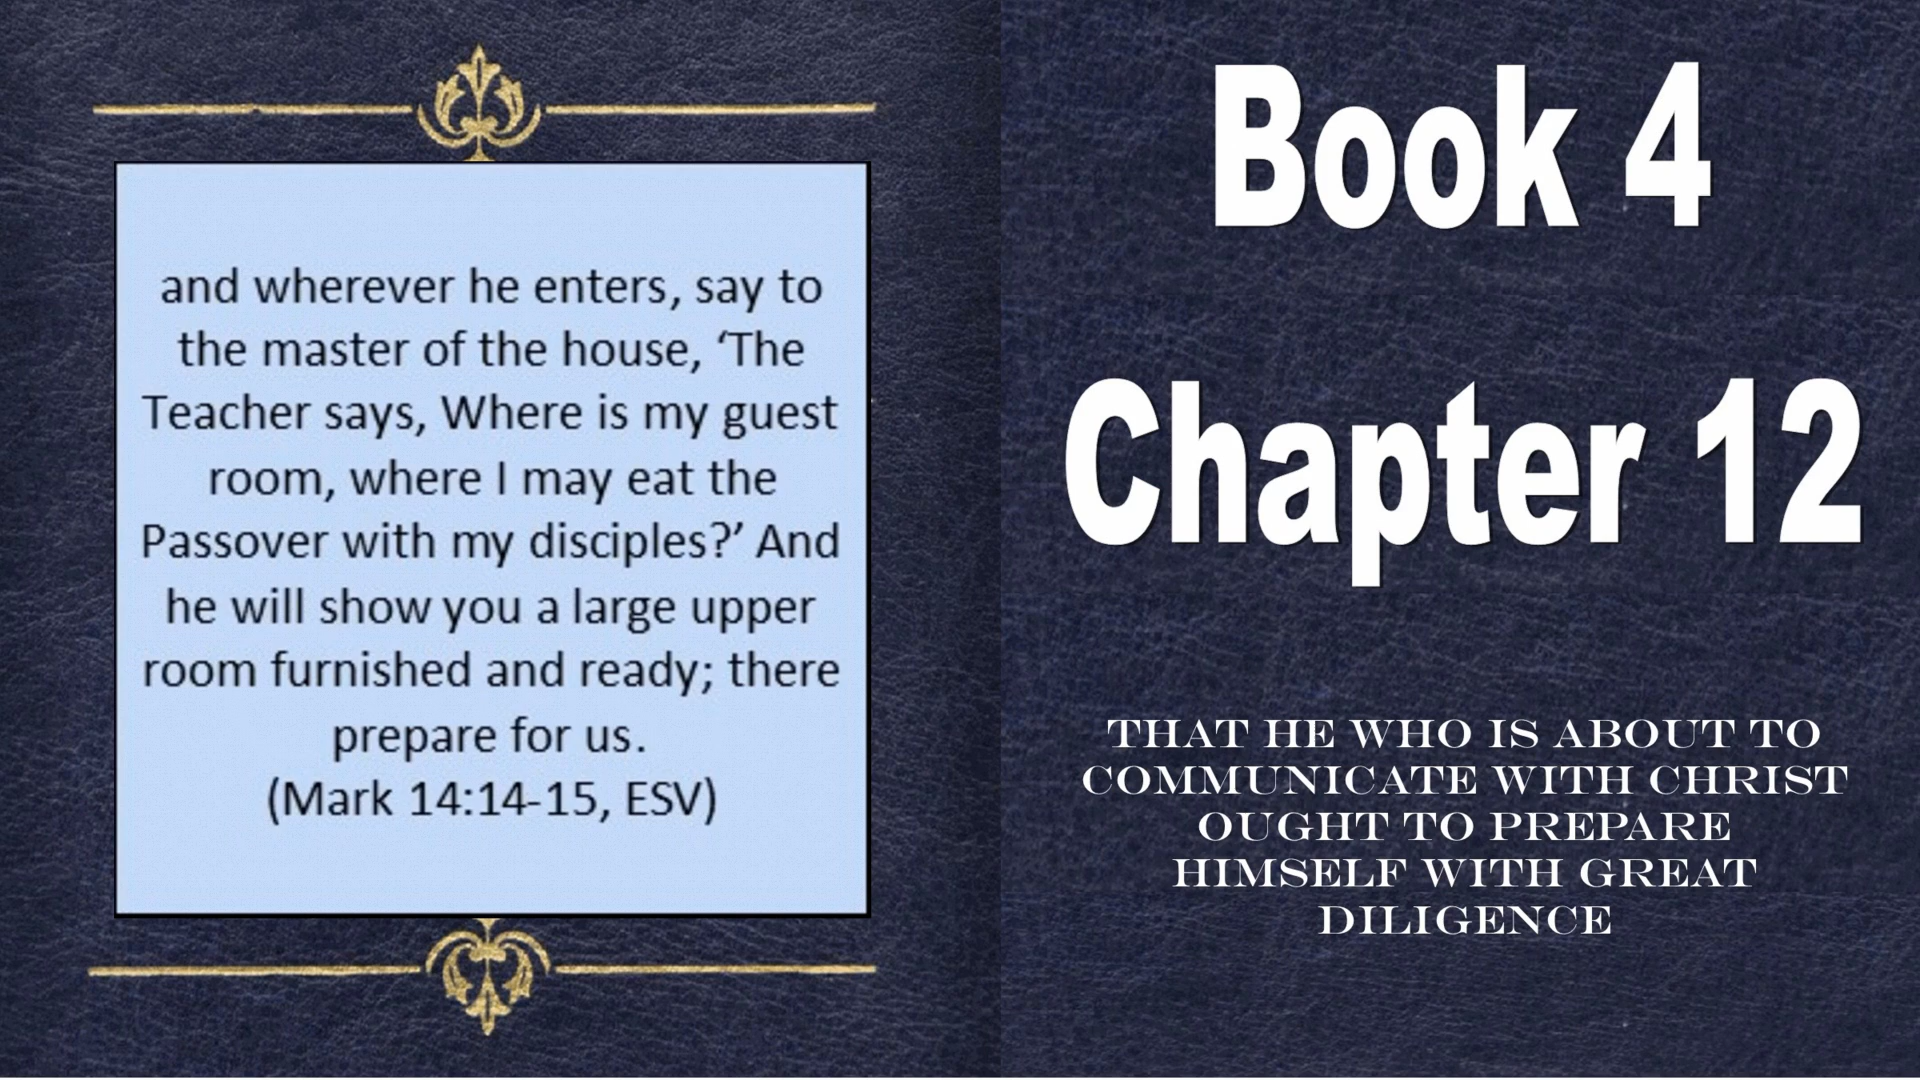 and wherever he enters, say to
the master of the house, ‘The
Teacher says, Where is my guest
room, where I may eat the
Passover with my disciples?’ And
he will show you a large upper
room furnished and ready; there
prepare for us.
(Mark 14:14-15, ESV)
Book 4
Chapter 12
THAT HE WHO IS ABOUT TO
COMMUNICATE WITH CHRIST
OUGHT TO PREPARE
HIMSELF WITH GREAT
DILIGENCE